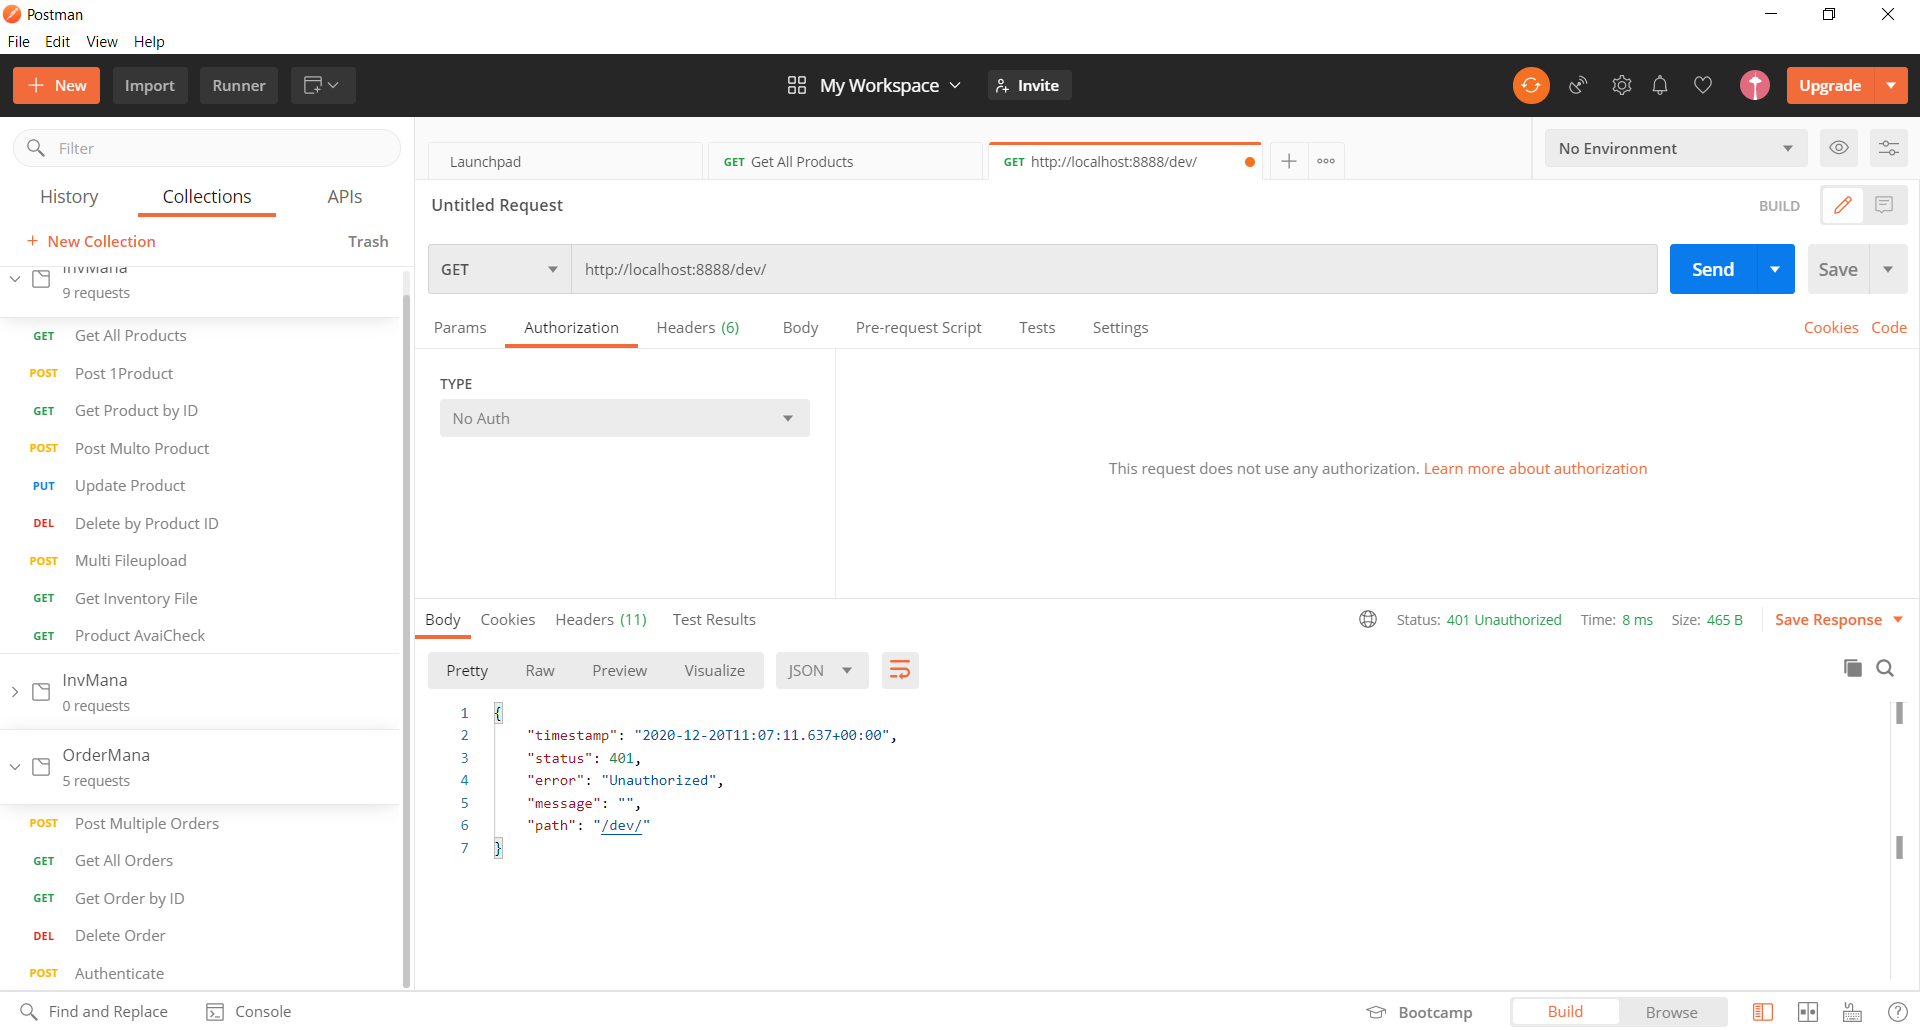 Postman
File Edit View Help
New Import Runner My Workspace Invite Upgrade
Filter
History Collections APIs
+ New Collection Trash
InvMana
9 requests
GET Get All Products
POST Post 1Product
GET Get Product by ID
POST Post Multo Product
PUT Update Product
DEL Delete by Product ID
POST Multi Fileupload
GET Get Inventory File
GET Product AvaiCheck
InvMana
0 requests
OrderMana
5 requests
POST Post Multiple Orders
GET Get All Orders
GET Get Order by ID
DEL Delete Order
POST Authenticate
Launchpad GET Get All Products GET http://localhost:8888/dev/ No Environment
Untitled Request BUILD
GET http://localhost:8888/dev/ Send Save
Params Authorization Headers (6) Body Pre-request Script Tests Settings Cookies Code
TYPE
No Auth
This request does not use any authorization. Learn more about authorization
Body Cookies Headers (11) Test Results Status: 401 Unauthorized Time: 8 ms Size: 465 B Save Response
Pretty Raw Preview Visualize JSON
1 {
2 "timestamp": "2020-12-20T11:07:11.637+00:00",
3 "status": 401,
4 "error": "Unauthorized",
5 "message": "",
6 "path": "/dev/"
7 }
Find and Replace Console Bootcamp Build Browse